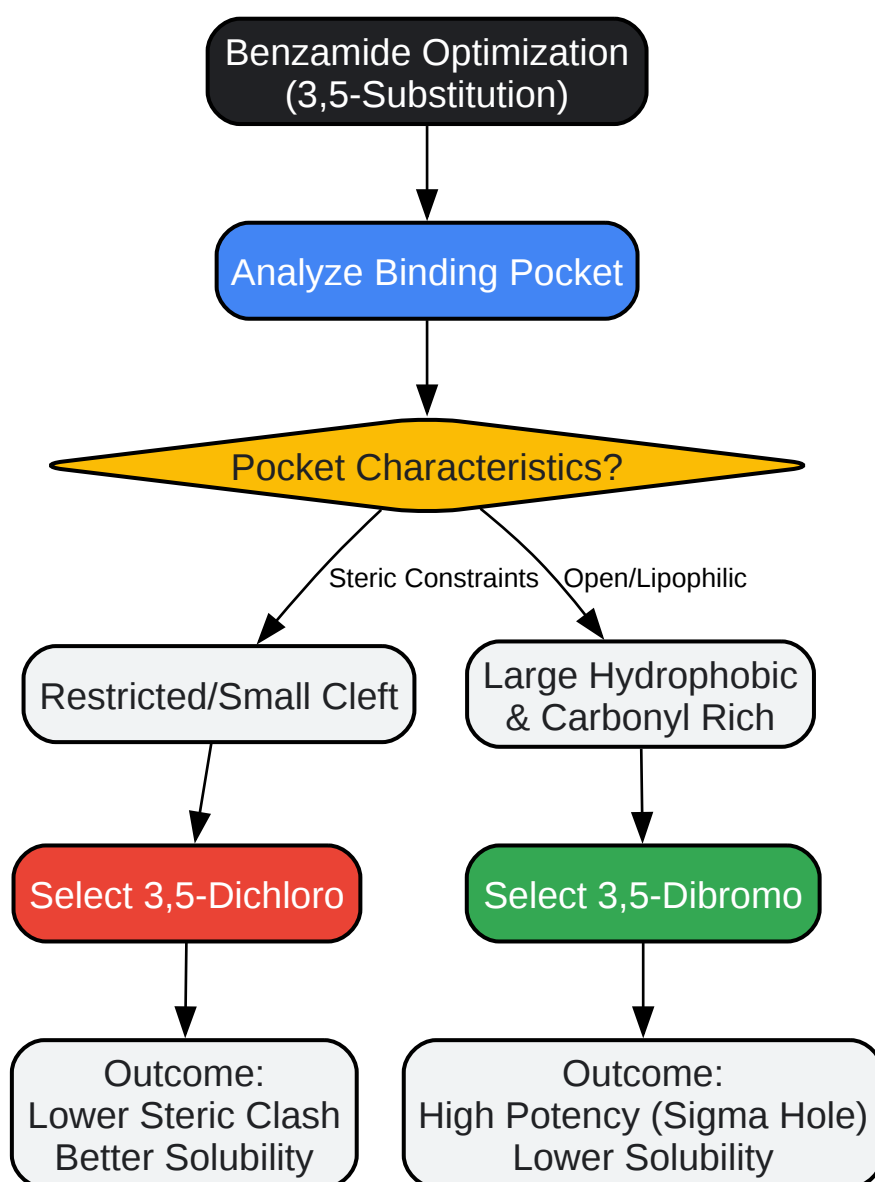 Benzamide Optimization
(3,5-Substitution)
Analyze Binding Pocket
Pocket Characteristics?
Steric Constraints
Open/Lipophilic
Restricted/Small Cleft
Large Hydrophobic
& Carbonyl Rich
Select 3,5-Dichloro
Select 3,5-Dibromo
Outcome:
Lower Steric Clash
Better Solubility
Outcome:
High Potency (Sigma Hole)
Lower Solubility